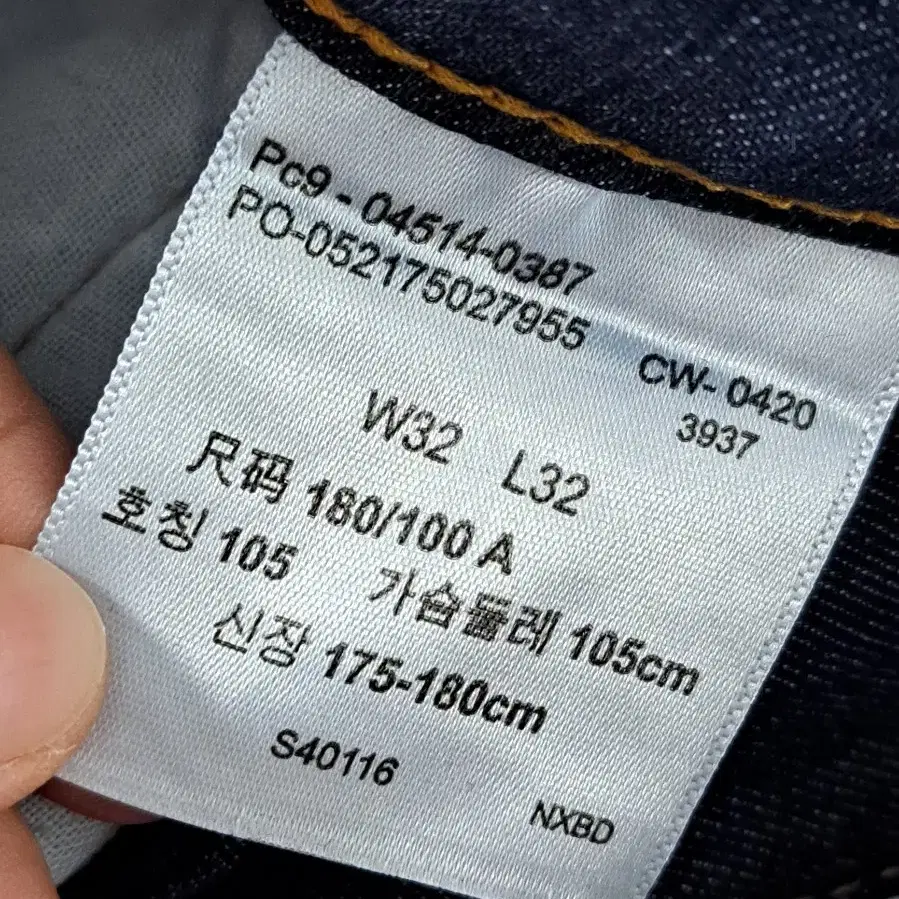 Pc9 - 04514-0387
PO-052175027955
CW- 0420
3937
W32 L32
尺码 180/100 A
호칭 105 가슴둘레 105cm
신장 175-180cm
S40116
NXBD